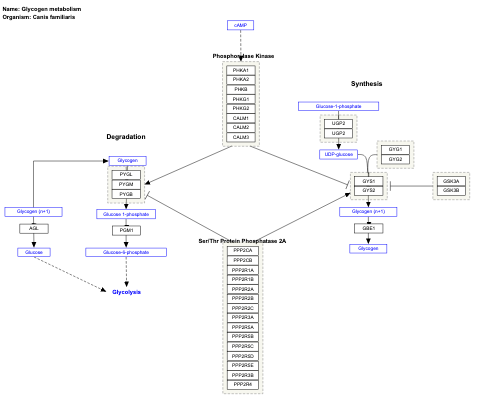 Name: Glycogen metabolism
Organism: Canis familiaris
cAMP
Phosphorylase Kinase
PHKA1
PHKA2
PHKB
PHKG1
PHKG2
CALM1
CALM2
CALM3
Synthesis
Glucose-1-phosphate
UGP2
UGP2
UDP-glucose
GYG1
GYG2
GYS1
GYS2
GSK3A
GSK3B
Glycogen (n+1)
GBE1
Glycogen
Degradation
Glycogen
PYGL
PYGM
PYGB
Glucose 1-phosphate
PGM1
Glucose-6-phosphate
Glycogen (n+1)
AGL
Glucose
Glycolysis
Ser/Thr Protein Phosphatase 2A
PPP2CA
PPP2CB
PPP2R1A
PPP2R1B
PPP2R2A
PPP2R2B
PPP2R2C
PPP2R3A
PPP2R5A
PPP2R5B
PPP2R5C
PPP2R5D
PPP2R5E
PPP2R3B
PPP2R4